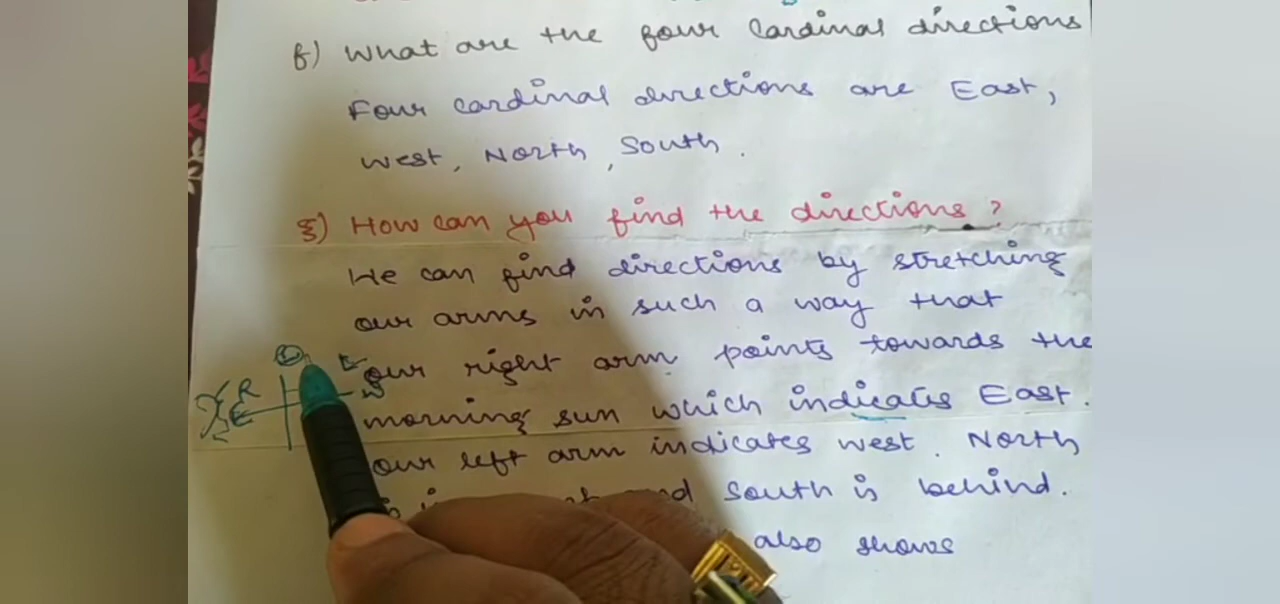 f) What are the four Cardinal directions
Four cardinal directions are East,
West, North, South.
g) How can you find the directions?
We can find directions by stretching
our arms in such a way that
our right arm points towards the
R
E
L
W
morning sun which indicates East.
our left arm indicates west. North
South is behind.
also shows